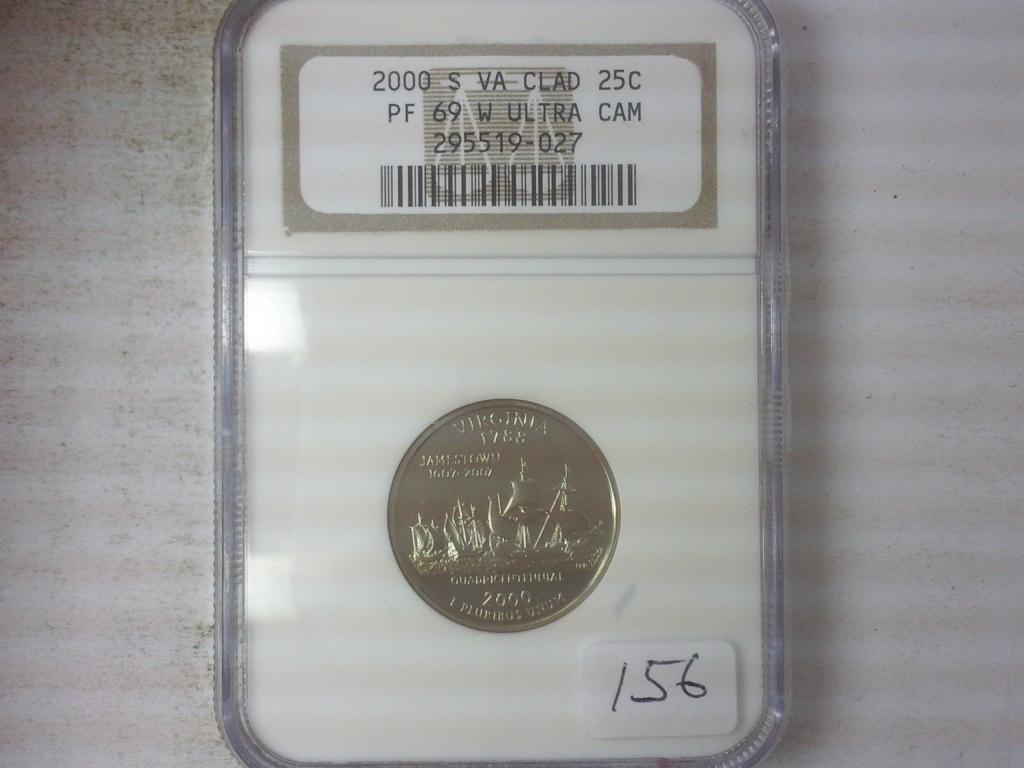 2000 S VA CLAD 25C
PF 69 W ULTRA CAM
295519-027
VIRGINIA
1788
JAMESTOWN
1607-2007
QUADRICENTENNIAL
2000
E PLURIBUS UNUM
156